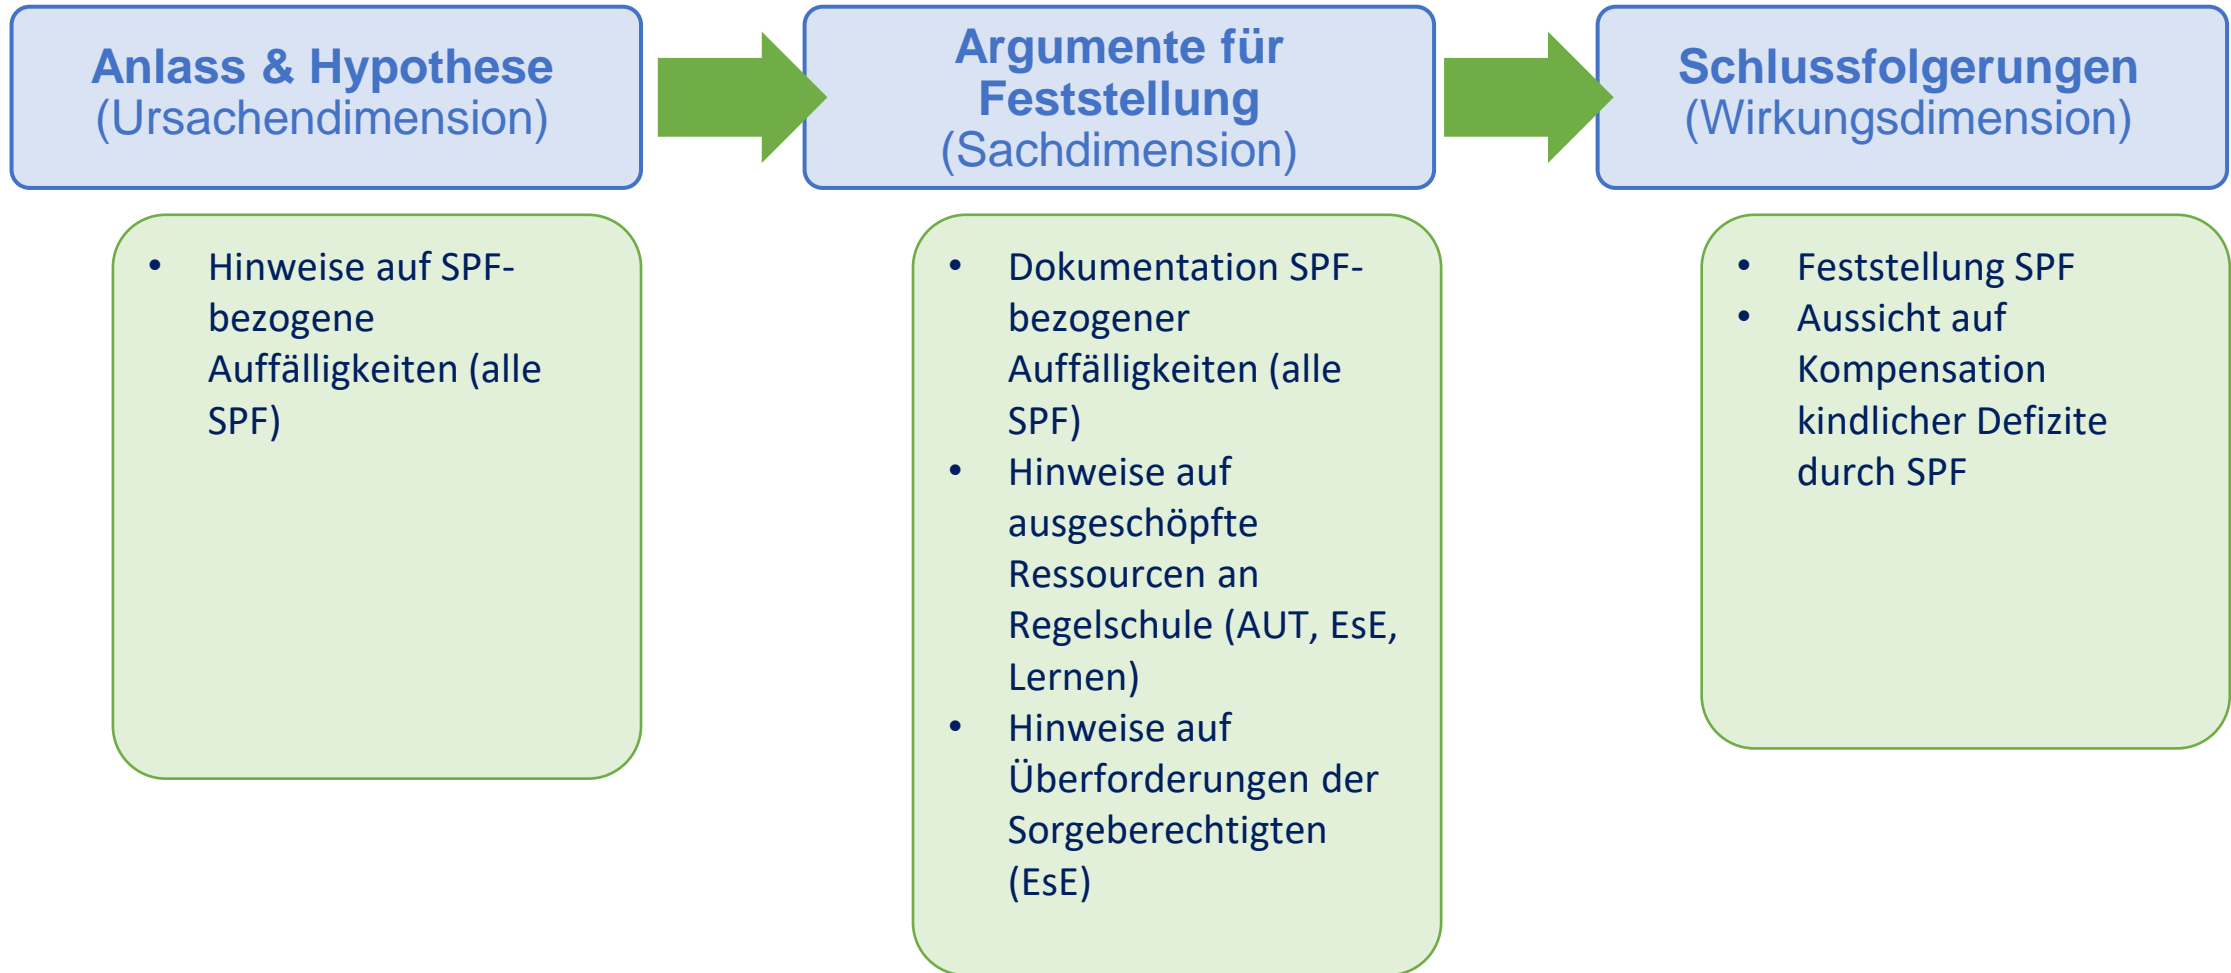 Anlass & Hypothese
(Ursachendimension)
Argumente für
Feststellung
(Sachdimension)
Schlussfolgerungen
(Wirkungsdimension)
• Hinweise auf SPF-
bezogene
Auffälligkeiten (alle
SPF)
• Dokumentation SPF-
bezogener
Auffälligkeiten (alle
SPF)
• Hinweise auf
ausgeschöpfte
Ressourcen an
Regelschule (AUT, EsE,
Lernen)
• Hinweise auf
Überforderungen der
Sorgeberechtigten
(EsE)
• Feststellung SPF
• Aussicht auf
Kompensation
kindlicher Defizite
durch SPF